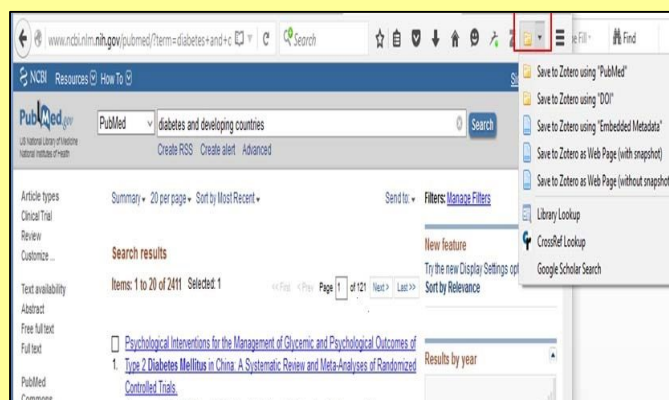 www.ncbi.nlm.nih.gov/pubmed/?term=diabetes+and+c
Search
Fill
Find
NCBI Resources How To
Save to Zotero using "PubMed"
Save to Zotero using "DOI"
Save to Zotero using "Embedded Metadata"
Save to Zotero as Web Page (with snapshot)
Save to Zotero as Web Page (without snapshot
Library Lookup
CrossRef Lookup
Google Scholar Search
PubMed.gov
US National Library of Medicine
National Institutes of Health
PubMed
diabetes and developing countries
Search
Create RSS Create alert Advanced
Article types
Clinical Trial
Review
Customize ...
Text availability
Abstract
Free full text
Full text
PubMed
Commons
Summary 20 per page Sort by Most Recent
Send to:
Filters: Manage Filters
Search results
Items: 1 to 20 of 2411 Selected: 1
<< First < Prev Page 1 of 121 Next > Last >>
New feature
Try the new Display Settings opt
Sort by Relevance
Psychological Interventions for the Management of Glycemic and Psychological Outcomes of
1. Type 2 Diabetes Mellitus in China: A Systematic Review and Meta-Analyses of Randomized
Controlled Trials.
Results by year